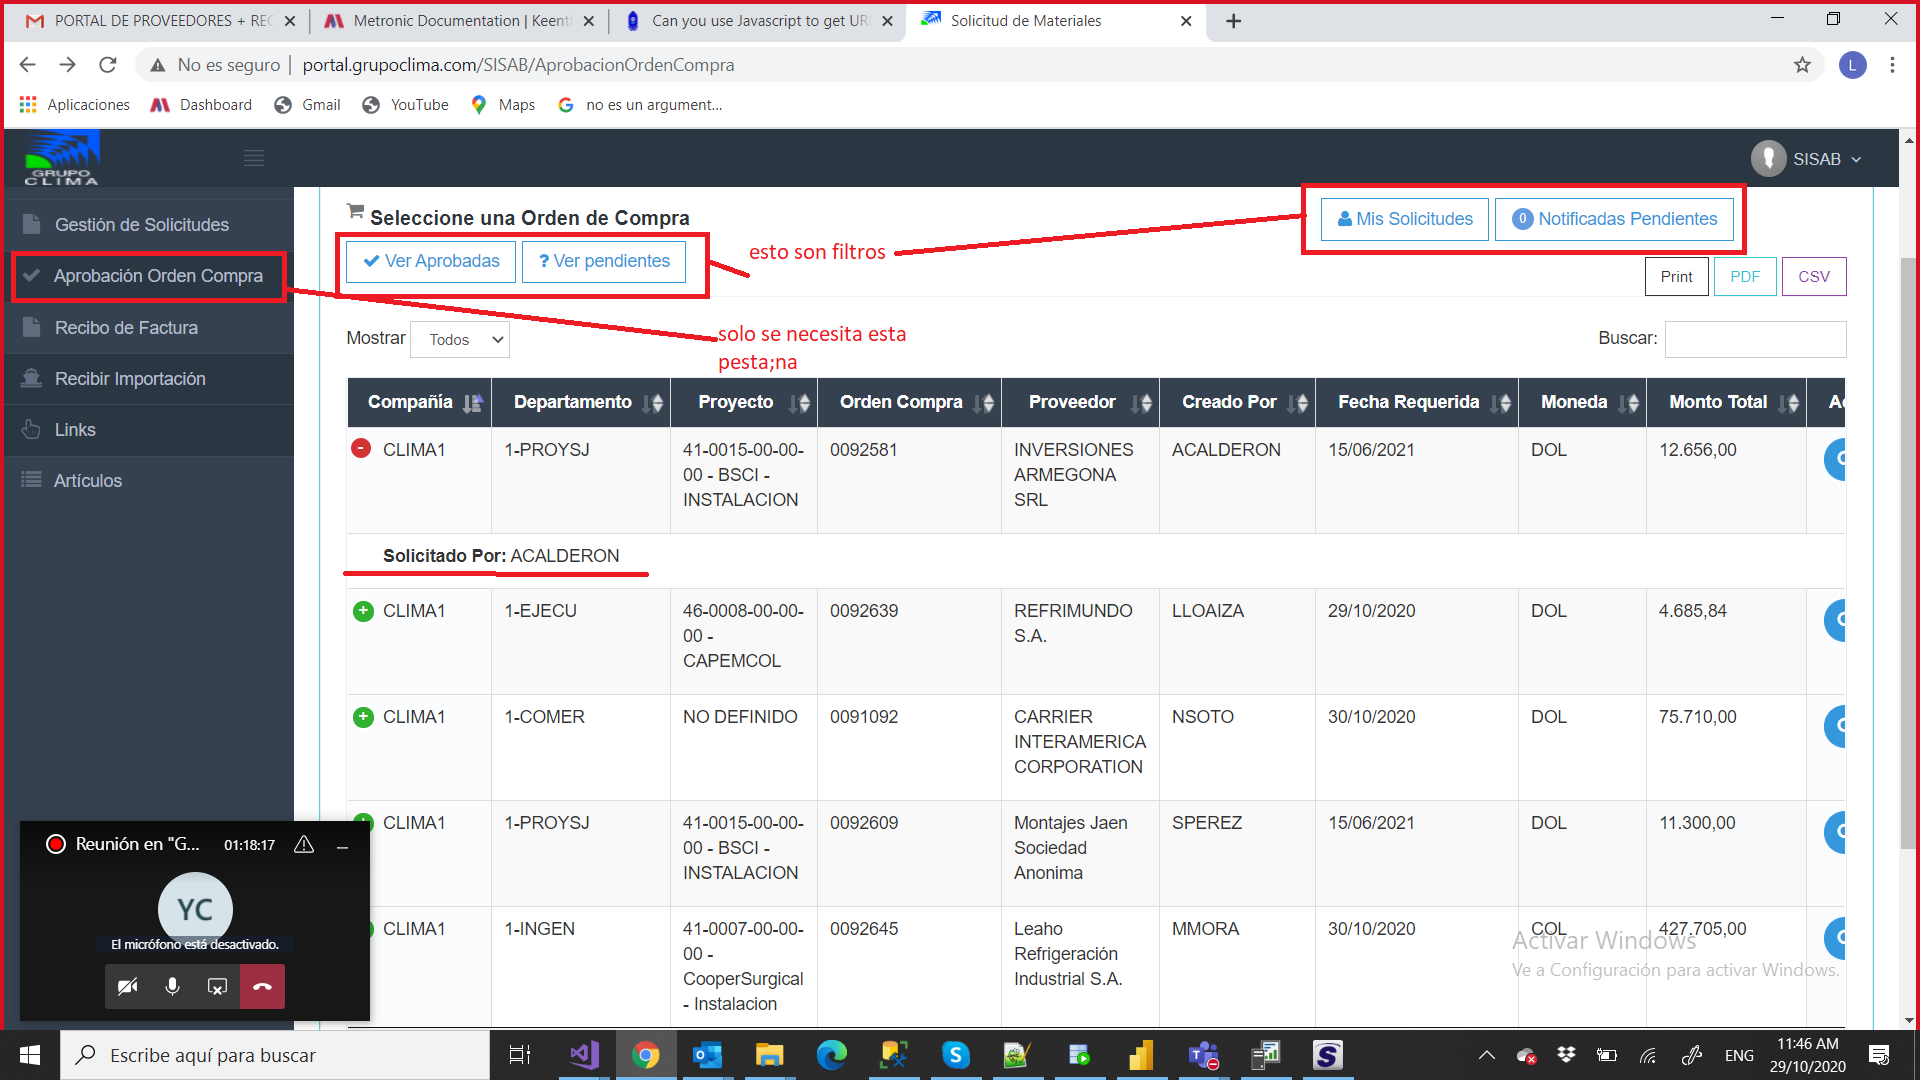 PORTAL DE PROVEEDORES + REC
Metronic Documentation | Keent
Can you use Javascript to get UR
Solicitud de Materiales
No es seguro | portal.grupoclima.com/SISAB/AprobacionOrdenCompra
L
Aplicaciones
Dashboard
Gmail
YouTube
Maps
no es un argument...
GRUPO
CLIMA
SISAB
Gestión de Solicitudes
Aprobación Orden Compra
Recibo de Factura
Recibir Importación
Links
Artículos
Seleccione una Orden de Compra
Mis Solicitudes
0 Notificadas Pendientes
Ver Aprobadas
? Ver pendientes
esto son filtros
Print
PDF
CSV
solo se necesita esta
pesta;na
Mostrar Todos
Buscar:
Compañía Departamento Proyecto Orden Compra Proveedor Creado Por Fecha Requerida Moneda Monto Total
CLIMA1 1-PROYSJ 41-0015-00-00- 0092581 INVERSIONES ACALDERON 15/06/2021 DOL 12.656,00
00 - BSCI - ARMEGONA
INSTALACION SRL
Solicitado Por: ACALDERON
CLIMA1 1-EJECU 46-0008-00-00- 0092639 REFRIMUNDO LLOAIZA 29/10/2020 DOL 4.685,84
00 - S.A.
CAPEMCOL
CLIMA1 1-COMER NO DEFINIDO 0091092 CARRIER NSOTO 30/10/2020 DOL 75.710,00
INTERAMERICA
CORPORATION
CLIMA1 1-PROYSJ 41-0015-00-00- 0092609 Montajes Jaen SPEREZ 15/06/2021 DOL 11.300,00
00 - BSCI - Sociedad
INSTALACION Anonima
CLIMA1 1-INGEN 41-0007-00-00- 0092645 Leaho MMORA 30/10/2020 COL 427.705,00
00 - Refrigeración
CooperSurgical Industrial S.A.
- Instalacion
Reunión en "G... 01:18:17
YC
El micrófono está desactivado.
Activar Windows
Ve a Configuración para activar Windows.
Escribe aquí para buscar
ENG
11:46 AM
29/10/2020